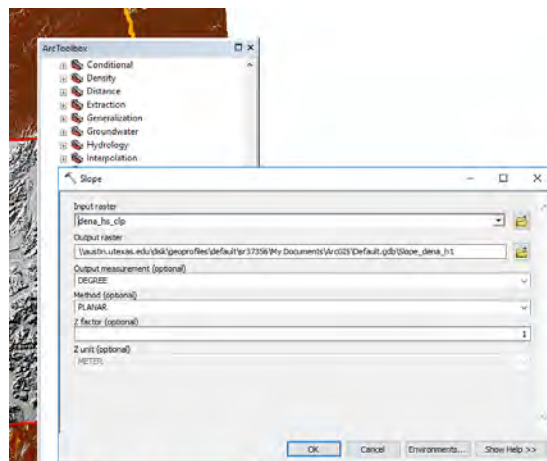 ArcToolbox
Conditional
Density
Distance
Extraction
Generalization
Groundwater
Hydrology
Interpolation
Slope
Input raster
dena_hs_clp
Output raster
\\austin.utexas.edu\disk\geoprofiles\default\sr37356\My Documents\ArcGIS\Default.gdb\Slope_dena_h1
Output measurement (optional)
DEGREE
Method (optional)
PLANAR
Z factor (optional)
1
Z unit (optional)
METER
OK Cancel Environments... Show Help >>